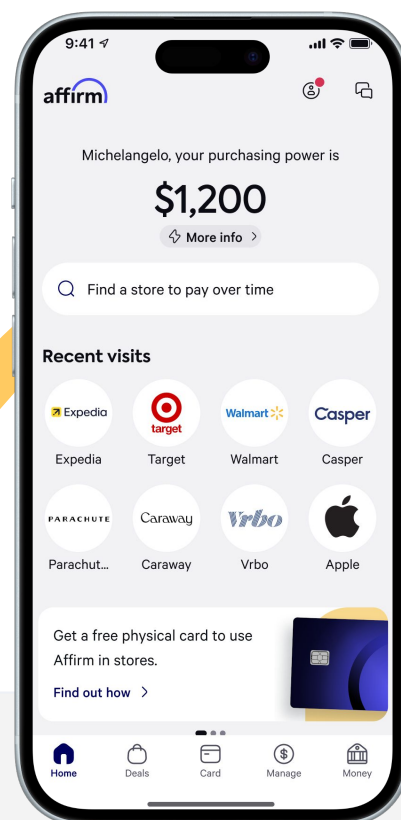 9:41
affirm
Michelangelo, your purchasing power is
$1,200
More info
Find a store to pay over time
Recent visits
Expedia
target
Walmart
Casper
Expedia
Target
Walmart
Casper
PARACHUTE
Caraway
Vrbo
Parachut...
Caraway
Vrbo
Apple
Get a free physical card to use
Affirm in stores.
Find out how
Home
Deals
Card
Manage
Money